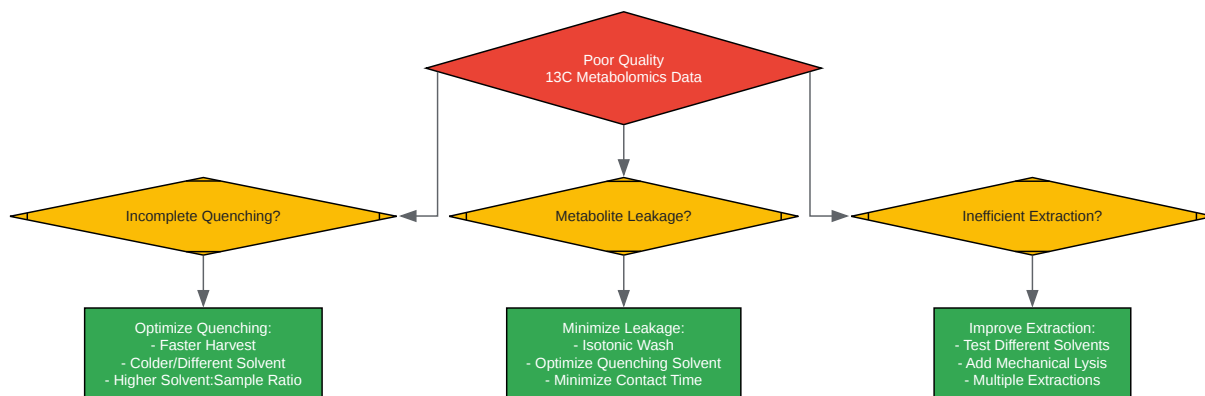 Poor Quality
13C Metabolomics Data
Incomplete Quenching?
Metabolite Leakage?
Inefficient Extraction?
Optimize Quenching:
- Faster Harvest
- Colder/Different Solvent
- Higher Solvent:Sample Ratio
Minimize Leakage:
- Isotonic Wash
- Optimize Quenching Solvent
- Minimize Contact Time
Improve Extraction:
- Test Different Solvents
- Add Mechanical Lysis
- Multiple Extractions